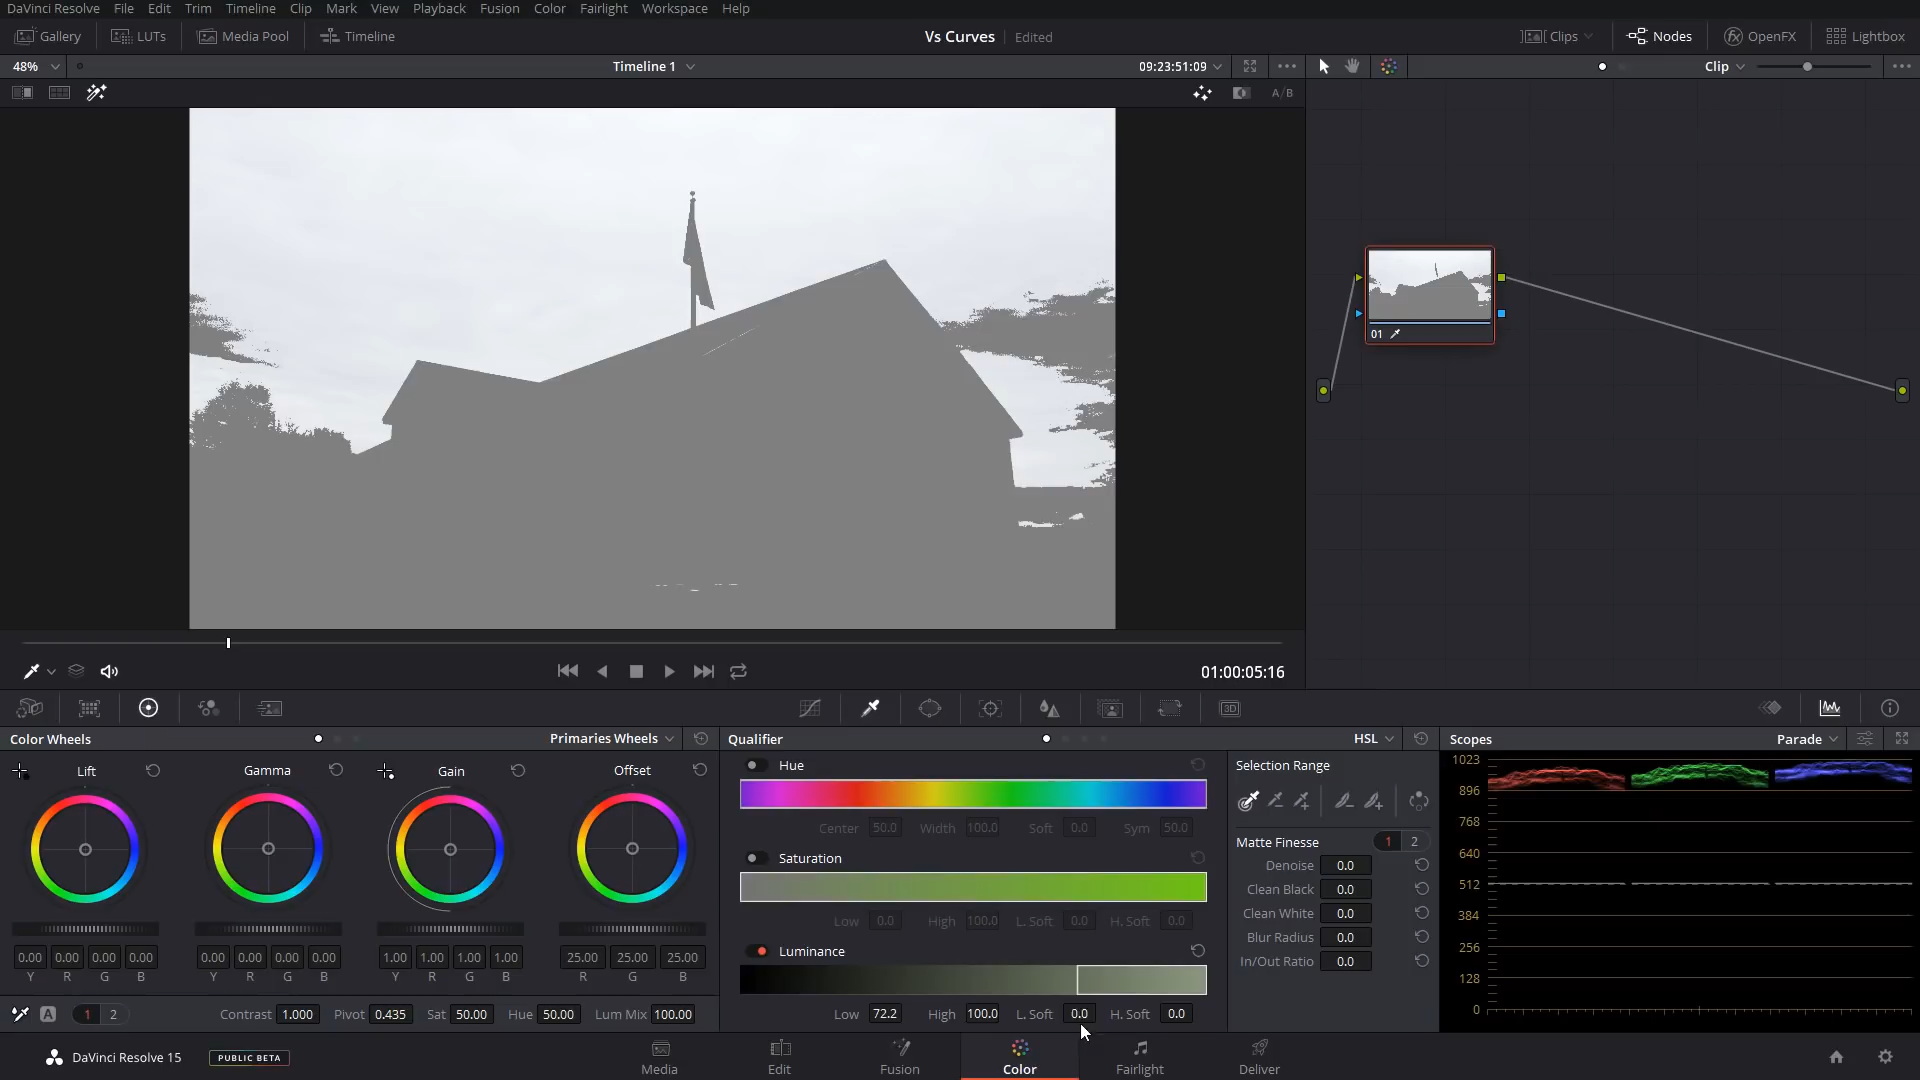 DaVinci Resolve File Edit Trim Timeline Clip Mark View Playback Fusion Color Fairlight Workspace Help
Gallery LUTs Media Pool Timeline Vs Curves Edited Clips Nodes OpenFX Lightbox
48% Timeline 1 09:23:51:09 Clip
A/B
01
01:00:05:16
3D
Color Wheels Primaries Wheels Qualifier HSL Scopes Parade
Lift Gamma Gain Offset
0.00 0.00 0.00 0.00 0.00 0.00 0.00 0.00 1.00 1.00 1.00 1.00 25.00 25.00 25.00
Y R G B Y R G B Y R G B R G B
A 1 2 Contrast 1.000 Pivot 0.435 Sat 50.00 Hue 50.00 Lum Mix 100.00
Hue
Center 50.0 Width 100.0 Soft 0.0 Sym 50.0
Saturation
Low 0.0 High 100.0 L. Soft 0.0 H. Soft 0.0
Luminance
Low 72.2 High 100.0 L. Soft 0.0 H. Soft 0.0
Selection Range
Matte Finesse 1 2
Denoise 0.0
Clean Black 0.0
Clean White 0.0
Blur Radius 0.0
In/Out Ratio 0.0
1023
896
768
640
512
384
256
128
0
DaVinci Resolve 15 PUBLIC BETA Media Edit Fusion Color Fairlight Deliver